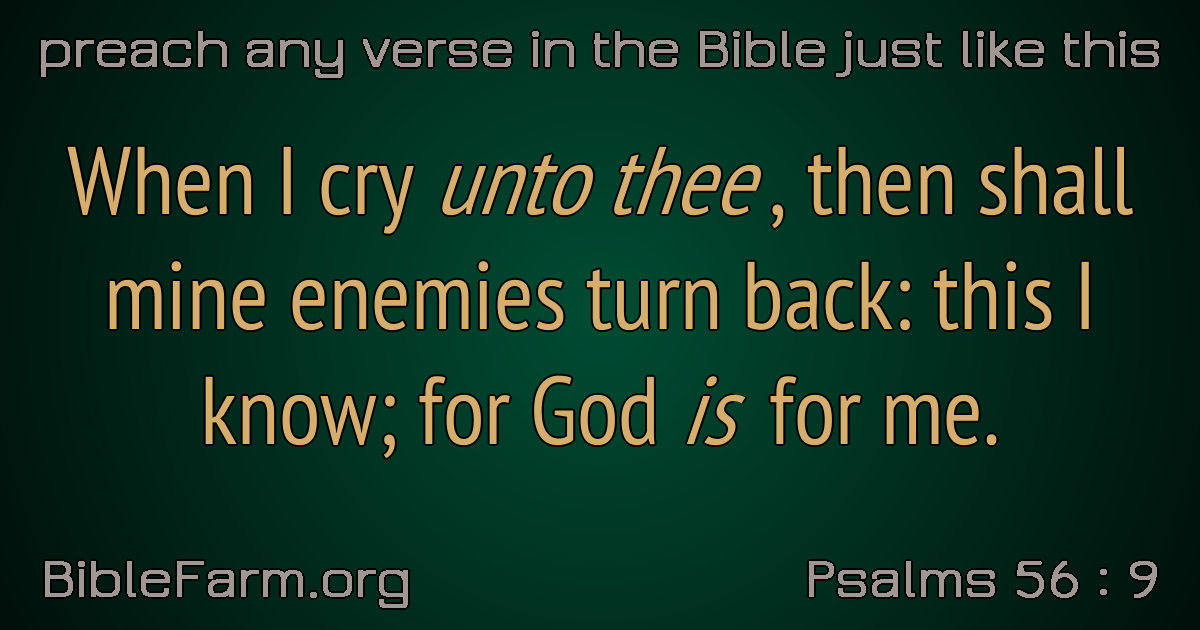 preach any verse in the Bible just like this
When I cry unto thee, then shall
mine enemies turn back: this I
know; for God is for me.
BibleFarm.org
Psalms 56 : 9